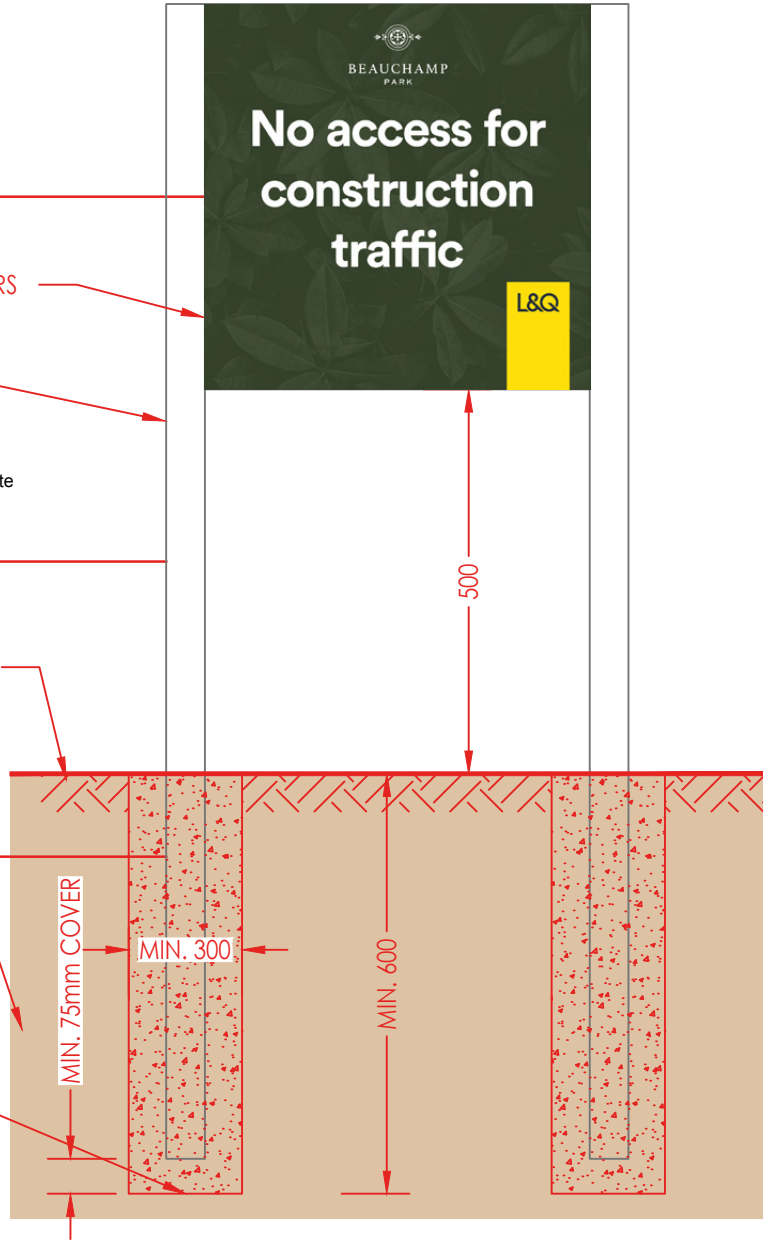 BEAUCHAMP
PARK
No access for
construction
traffic
RS
L&Q
te
500
MIN. 75mm COVER
MIN. 300
MIN. 600